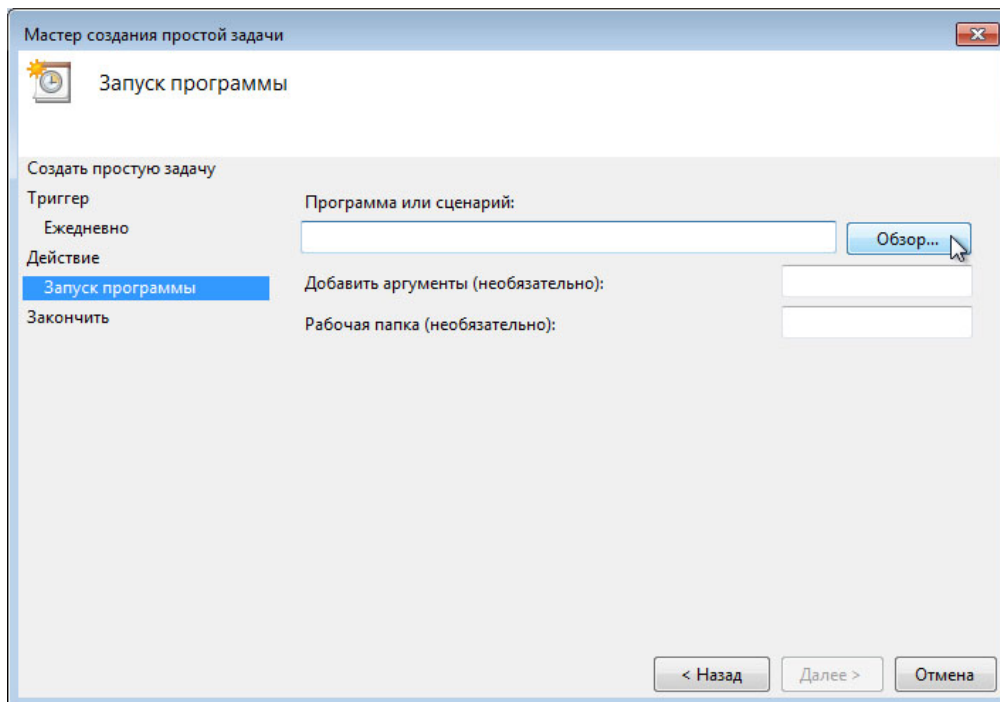 Мастер создания простой задачи
Запуск программы
Создать простую задачу
Триггер
Ежедневно
Действие
Запуск программы
Закончить
Программа или сценарий:
Обзор...
Добавить аргументы (необязательно):
Рабочая папка (необязательно):
< Назад
Далее >
Отмена